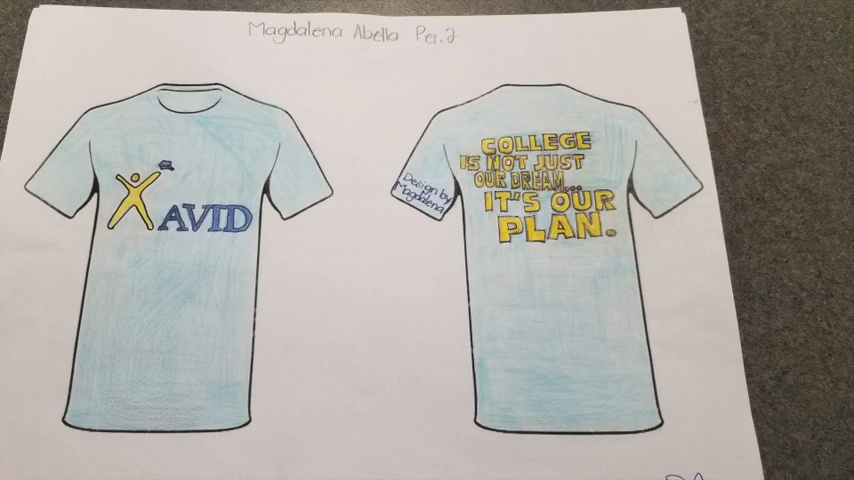 Magdalena Abella Per.2
AVID
Design by
Magdalena
COLLEGE
IS NOT JUST
OUR DREAM...
IT'S OUR
PLAN.